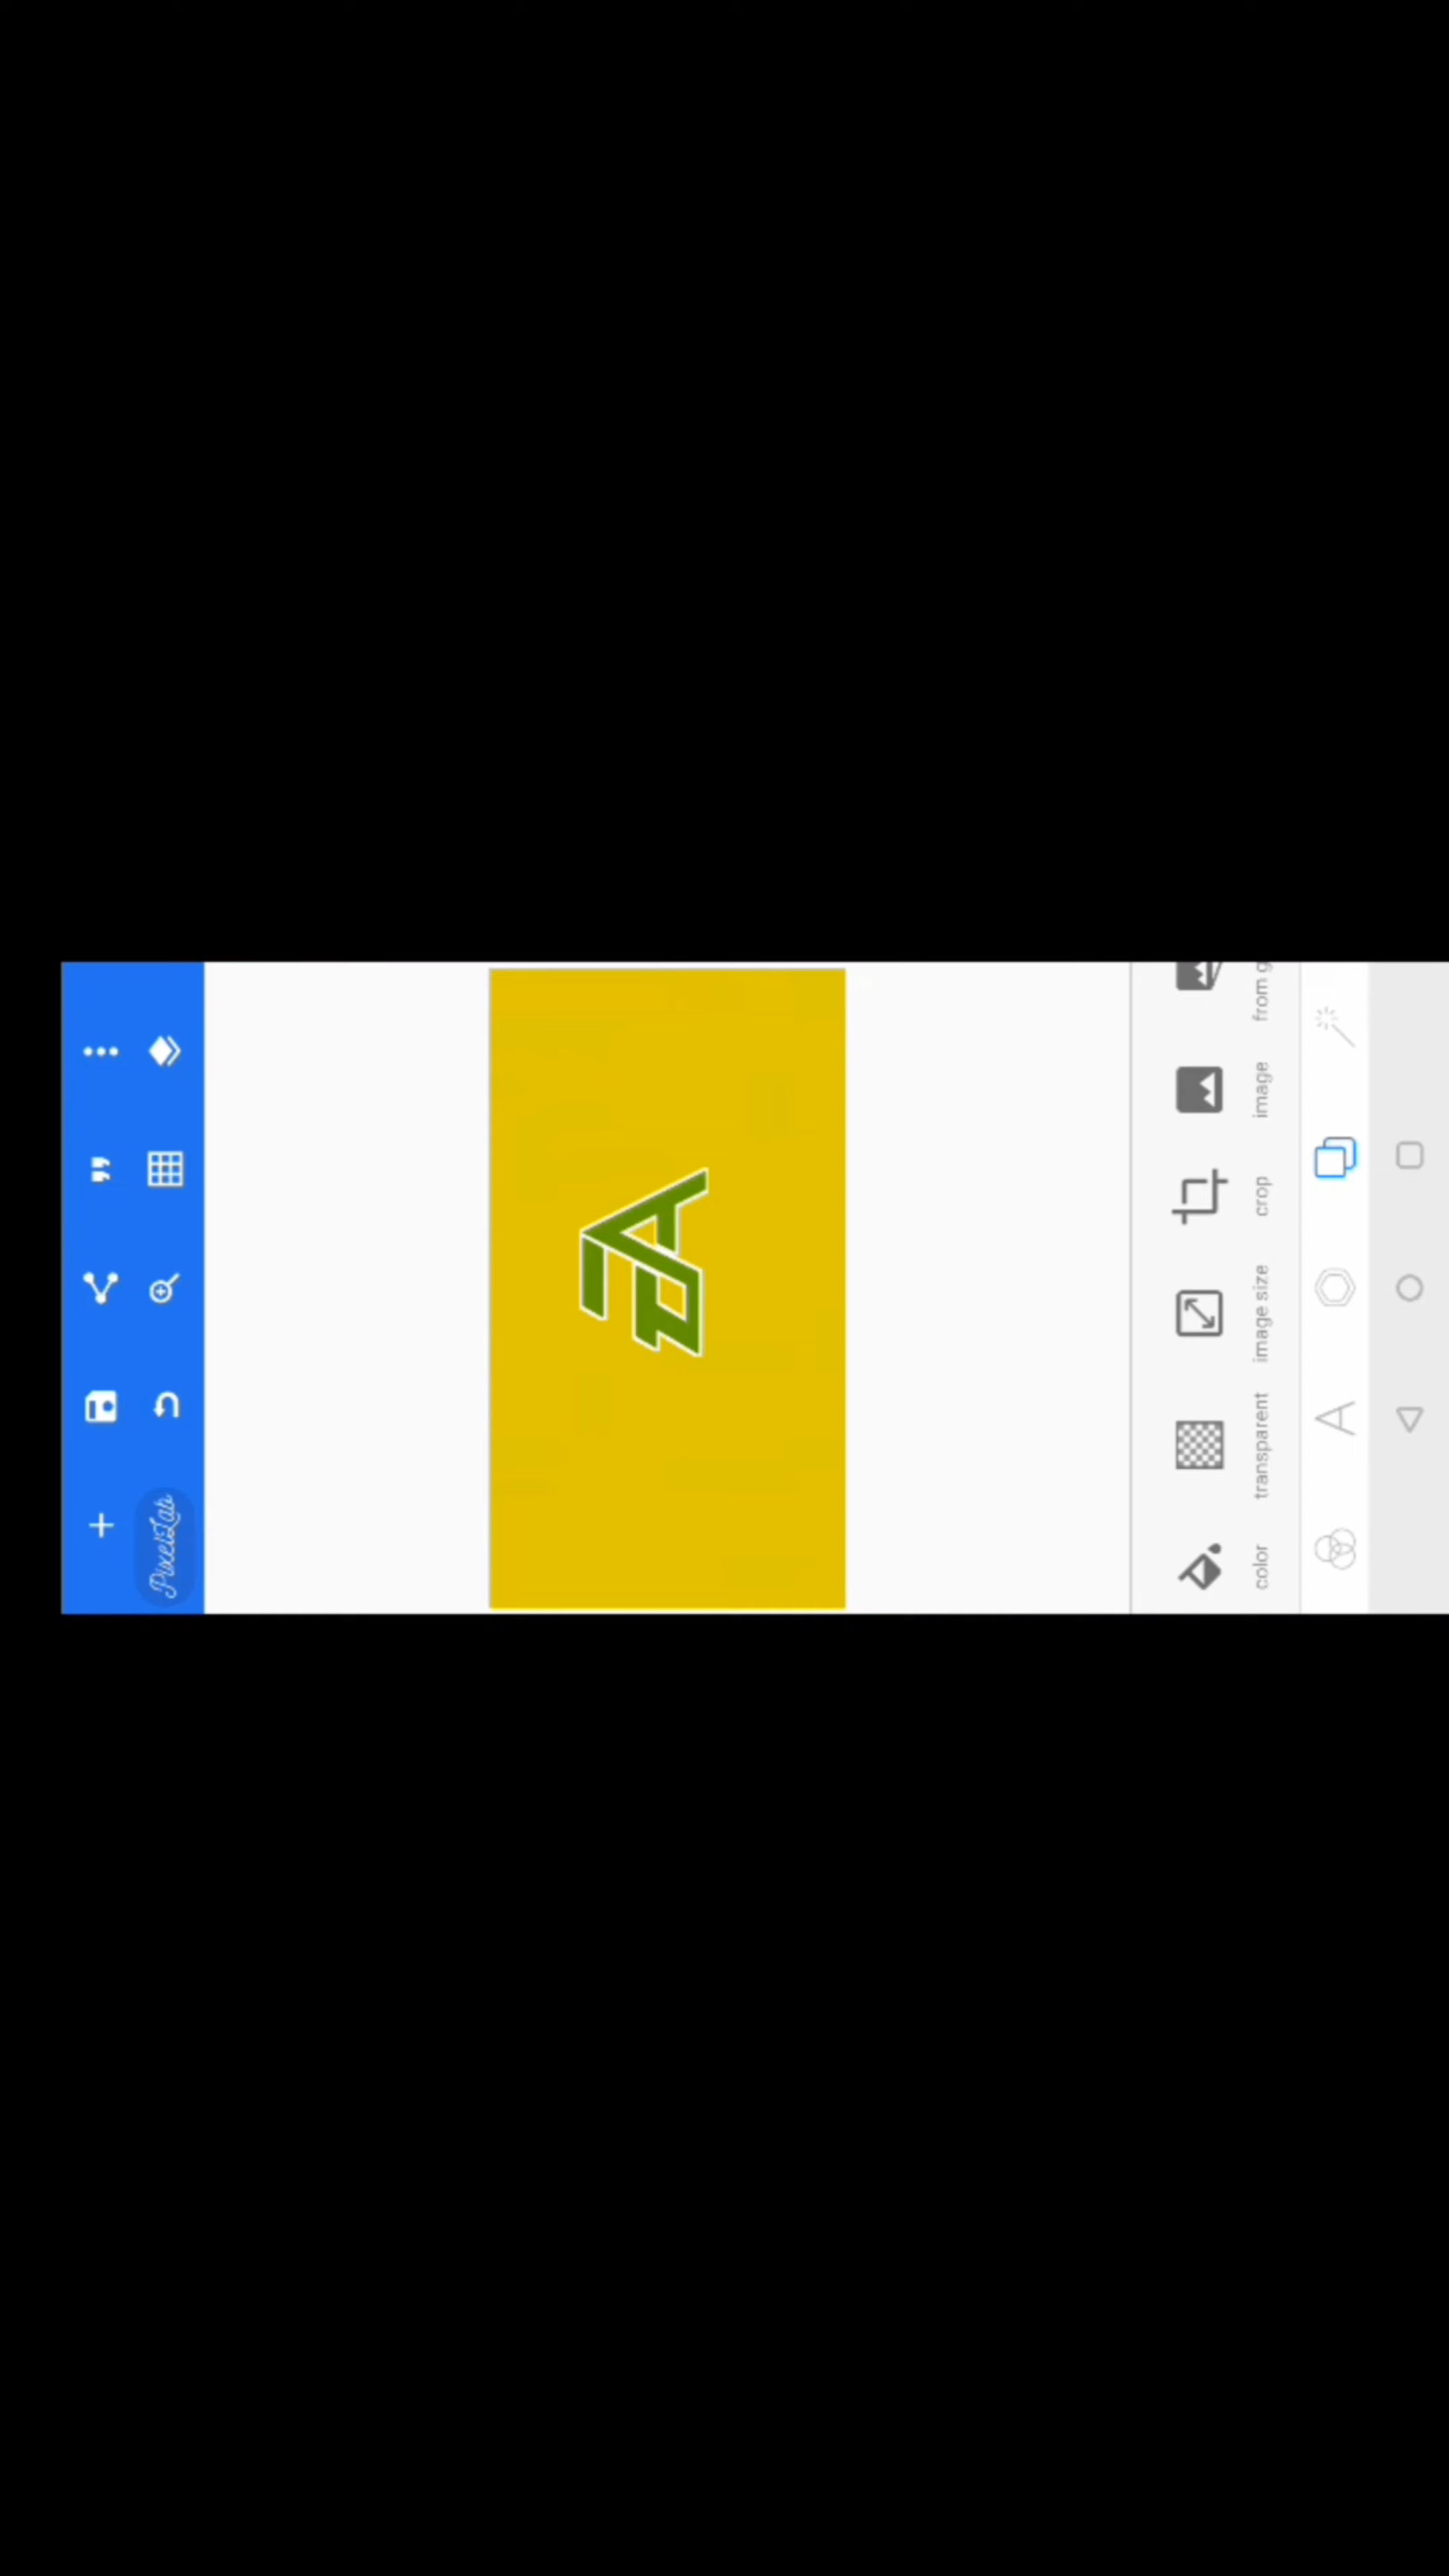 PixelLab
color
transparent
image size
crop
image
from g